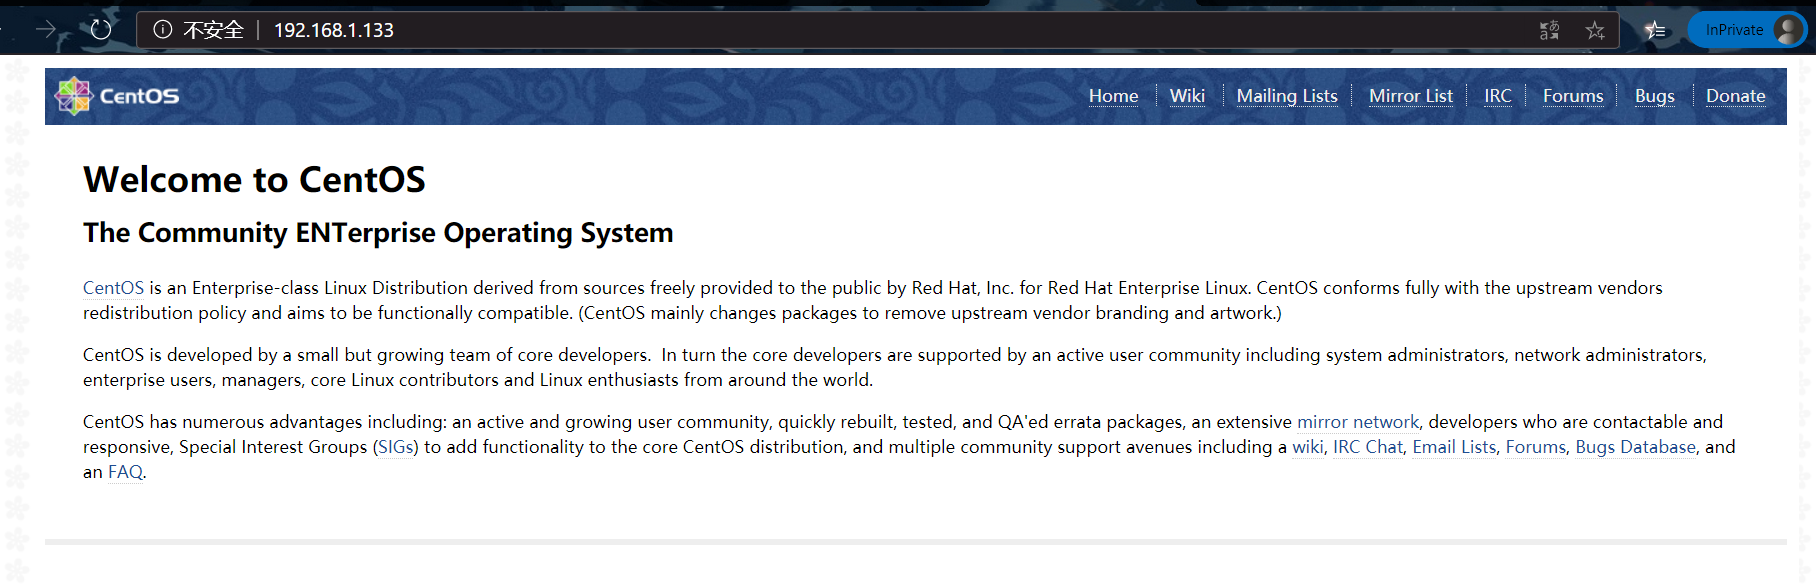 不安全 | 192.168.1.133
InPrivate
CentOS
Home Wiki Mailing Lists Mirror List IRC Forums Bugs Donate
Welcome to CentOS
The Community ENTerprise Operating System
CentOS is an Enterprise-class Linux Distribution derived from sources freely provided to the public by Red Hat, Inc. for Red Hat Enterprise Linux. CentOS conforms fully with the upstream vendors
redistribution policy and aims to be functionally compatible. (CentOS mainly changes packages to remove upstream vendor branding and artwork.)
CentOS is developed by a small but growing team of core developers.  In turn the core developers are supported by an active user community including system administrators, network administrators,
enterprise users, managers, core Linux contributors and Linux enthusiasts from around the world.
CentOS has numerous advantages including: an active and growing user community, quickly rebuilt, tested, and QA'ed errata packages, an extensive mirror network, developers who are contactable and
responsive, Special Interest Groups (SIGs) to add functionality to the core CentOS distribution, and multiple community support avenues including a wiki, IRC Chat, Email Lists, Forums, Bugs Database, and
an FAQ.